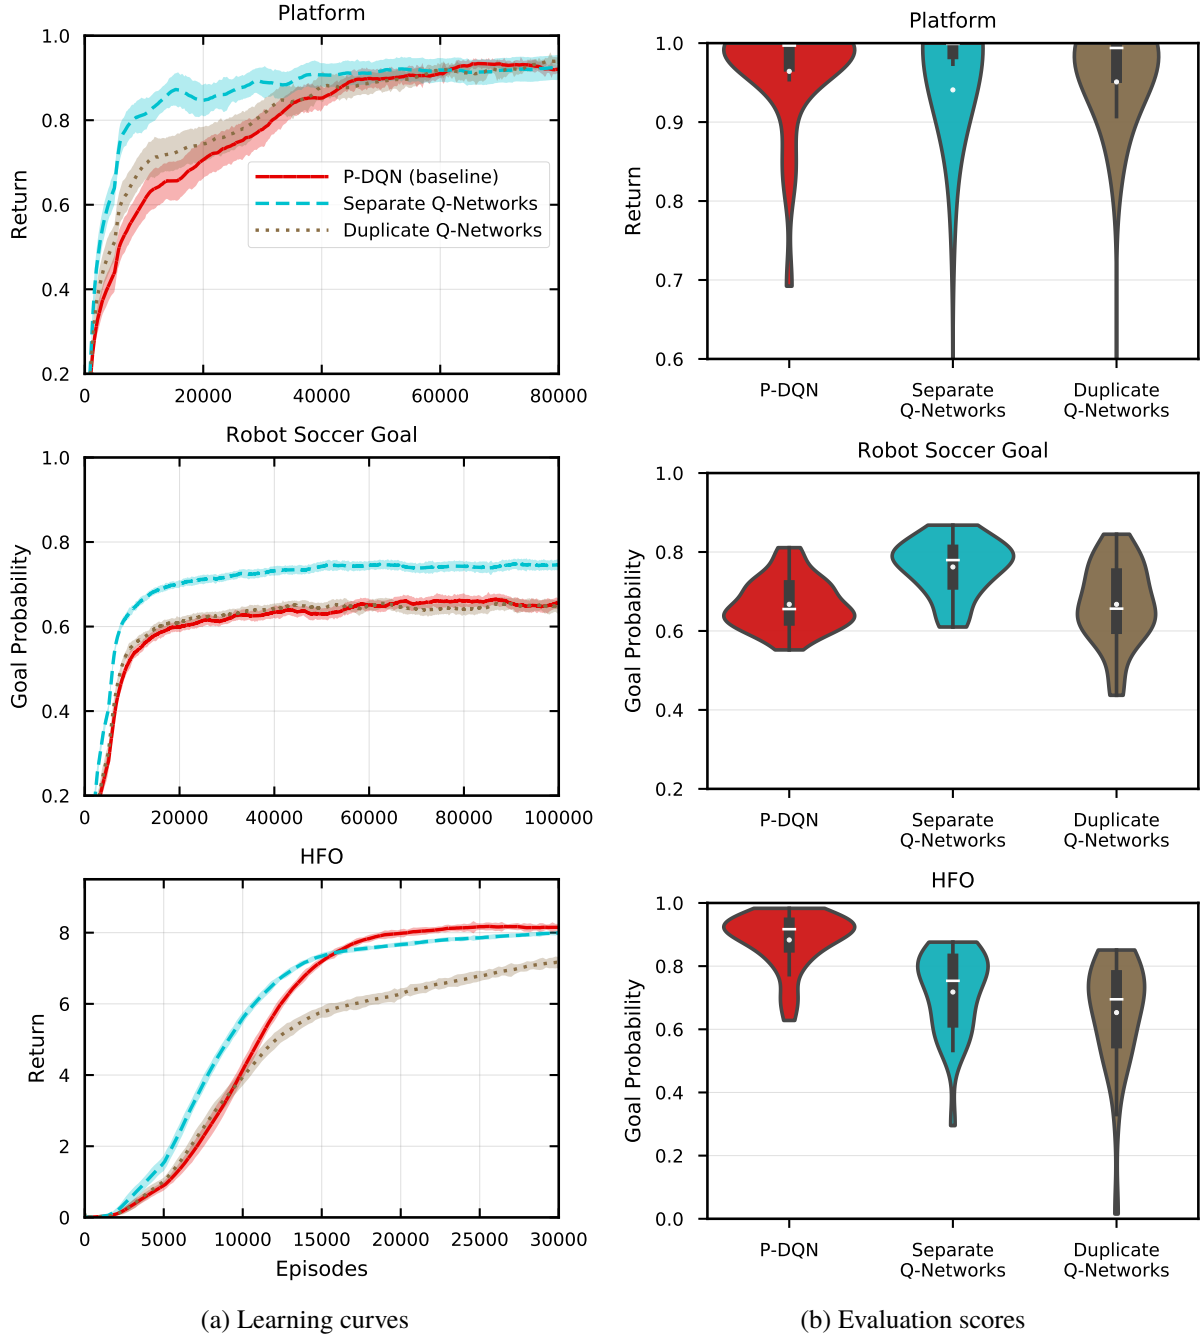 Platform
1.0
0.8
0.6
0.4
0.2
Return
0 20000 40000 60000 80000
P-DQN (baseline)
Separate Q-Networks
Duplicate Q-Networks
Platform
1.0
0.9
0.8
0.7
0.6
Return
P-DQN
Separate
Q-Networks
Duplicate
Q-Networks
Robot Soccer Goal
1.0
0.8
0.6
0.4
0.2
Goal Probability
0 20000 40000 60000 80000 100000
Robot Soccer Goal
1.0
0.8
0.6
0.4
0.2
Goal Probability
P-DQN
Separate
Q-Networks
Duplicate
Q-Networks
HFO
8
6
4
2
0
Return
0 5000 10000 15000 20000 25000 30000
Episodes
HFO
1.0
0.8
0.6
0.4
0.2
0.0
Goal Probability
P-DQN
Separate
Q-Networks
Duplicate
Q-Networks
(a) Learning curves
(b) Evaluation scores